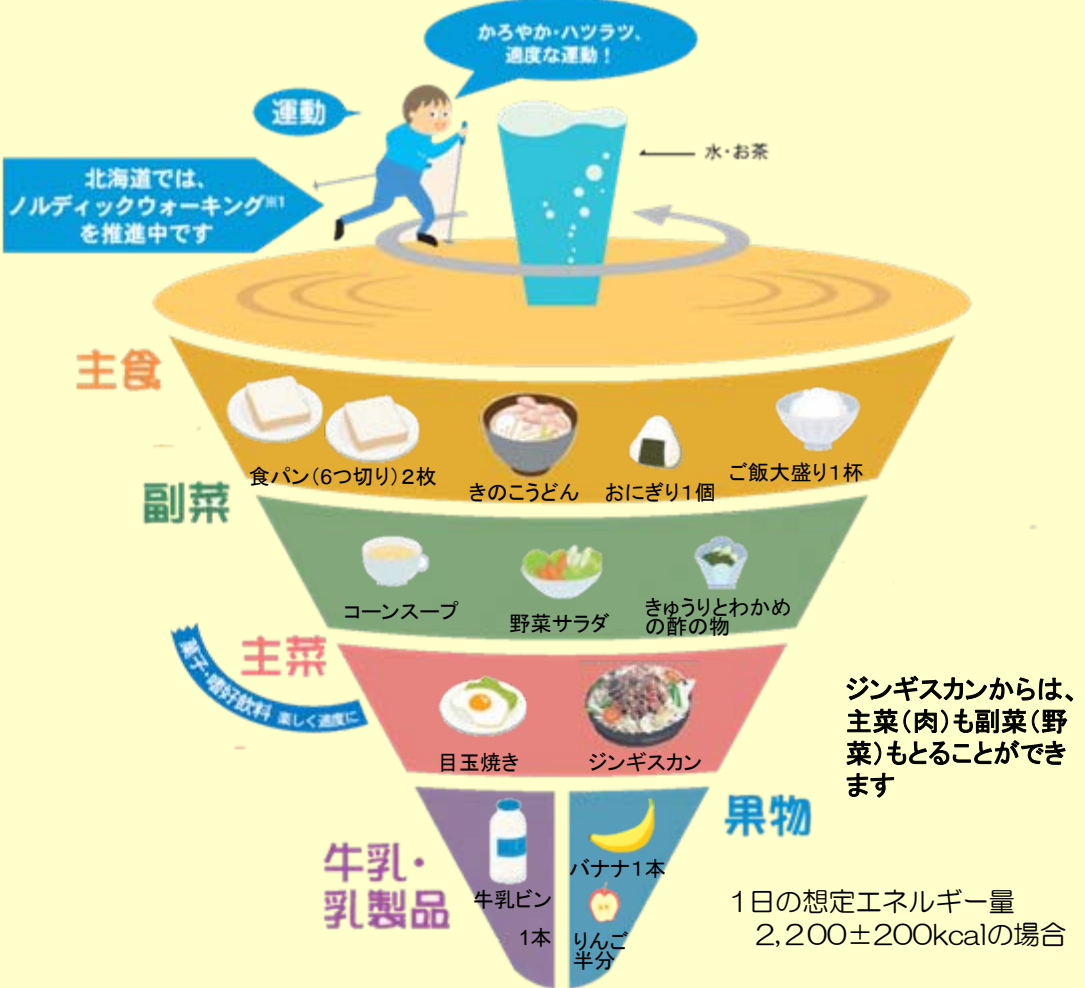 かろやか・ハツラツ、
適度な運動！
運動
水・お茶
北海道では、
ノルディックウォーキング※1
を推進中です
主食
食パン(6つ切り)2枚
きのこうどん
おにぎり1個
ご飯大盛り1杯
副菜
コーンスープ
野菜サラダ
きゅうりとわかめ
の酢の物
主菜
菓子・嗜好飲料 楽しく適度に
目玉焼き
ジンギスカン
ジンギスカンからは、
主菜(肉)も副菜(野
菜)もとることができ
ます
牛乳・
乳製品
MILK
牛乳ビン
1本
果物
バナナ1本
りんご
半分
1日の想定エネルギー量
2,200±200kcalの場合